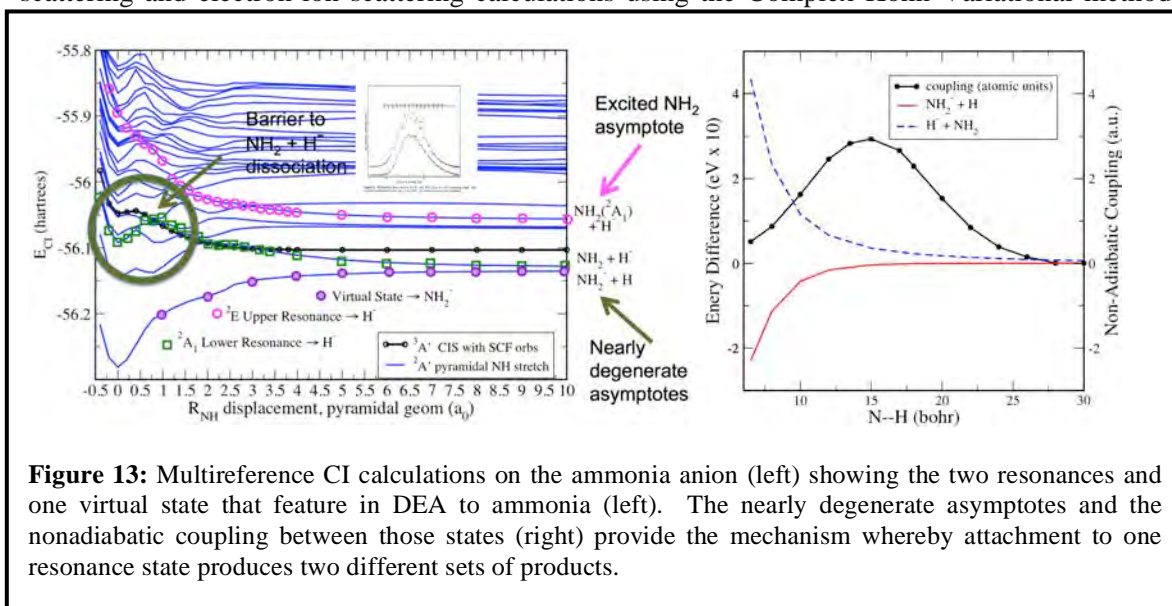 scattering and electron-ion scattering calculations using the Complex Kohn Variational method
-55.8
-55.9
-56
-56.1
-56.2
E_CI (hartrees)
Barrier to
NH₂ + H⁻
dissociation
Virtual State → NH₂⁻
²E Upper Resonance → H⁻
²A₁ Lower Resonance → H⁻
³A' CIS with SCF orbs
²A' pyramidal NH stretch
-0.5 0 0.5 1 1.5 2 2.5 3 3.5 4 4.5 5 5.5 6 6.5 7 7.5 8 8.5 9 9.5 10
R_NH displacement, pyramidal geom (a₀)
Excited NH₂
asymptote
NH₂(²A₁)
+ H⁻
NH₂ + H⁻
NH₂⁻ + H
Nearly
degenerate
asymptotes
Enery Difference (eV x 10)
4
2
0
-2
coupling (atomic units)
NH₂⁻ + H
H⁻ + NH₂
4
2
0
-2
Non-Adiabatic Coupling (a.u.)
10 15 20 25 30
N--H (bohr)
Figure 13: Multireference CI calculations on the ammonia anion (left) showing the two resonances and
one virtual state that feature in DEA to ammonia (left). The nearly degenerate asymptotes and the
nonadiabatic coupling between those states (right) provide the mechanism whereby attachment to one
resonance state produces two different sets of products.